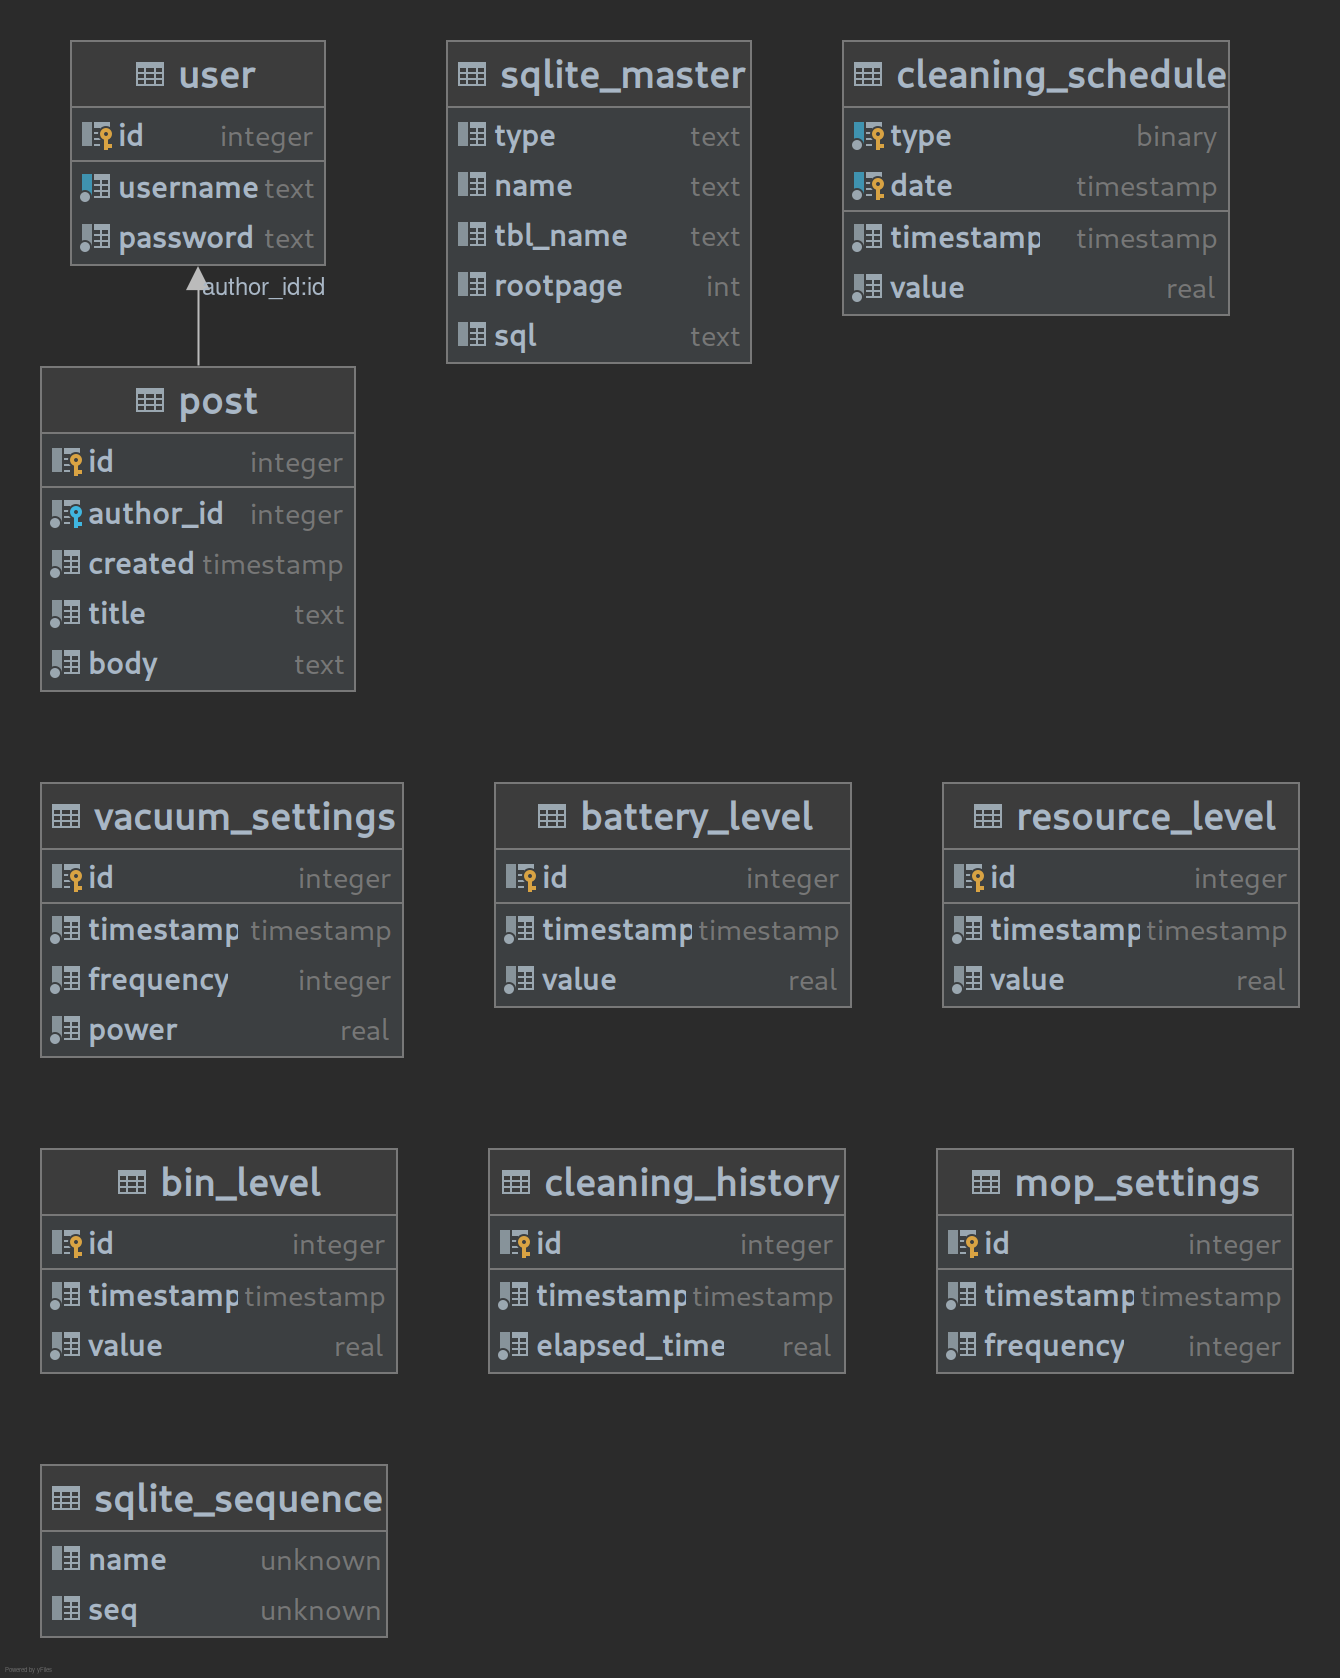 user
id integer
username text
password text
author_id:id
post
id integer
author_id integer
created timestamp
title text
body text
sqlite_master
type text
name text
tbl_name text
rootpage int
sql text
cleaning_schedule
type binary
date timestamp
timestamp timestamp
value real
vacuum_settings
id integer
timestamp timestamp
frequency integer
power real
battery_level
id integer
timestamp timestamp
value real
resource_level
id integer
timestamp timestamp
value real
bin_level
id integer
timestamp timestamp
value real
cleaning_history
id integer
timestamp timestamp
elapsed_time real
mop_settings
id integer
timestamp timestamp
frequency integer
sqlite_sequence
name unknown
seq unknown
Powered by yFiles